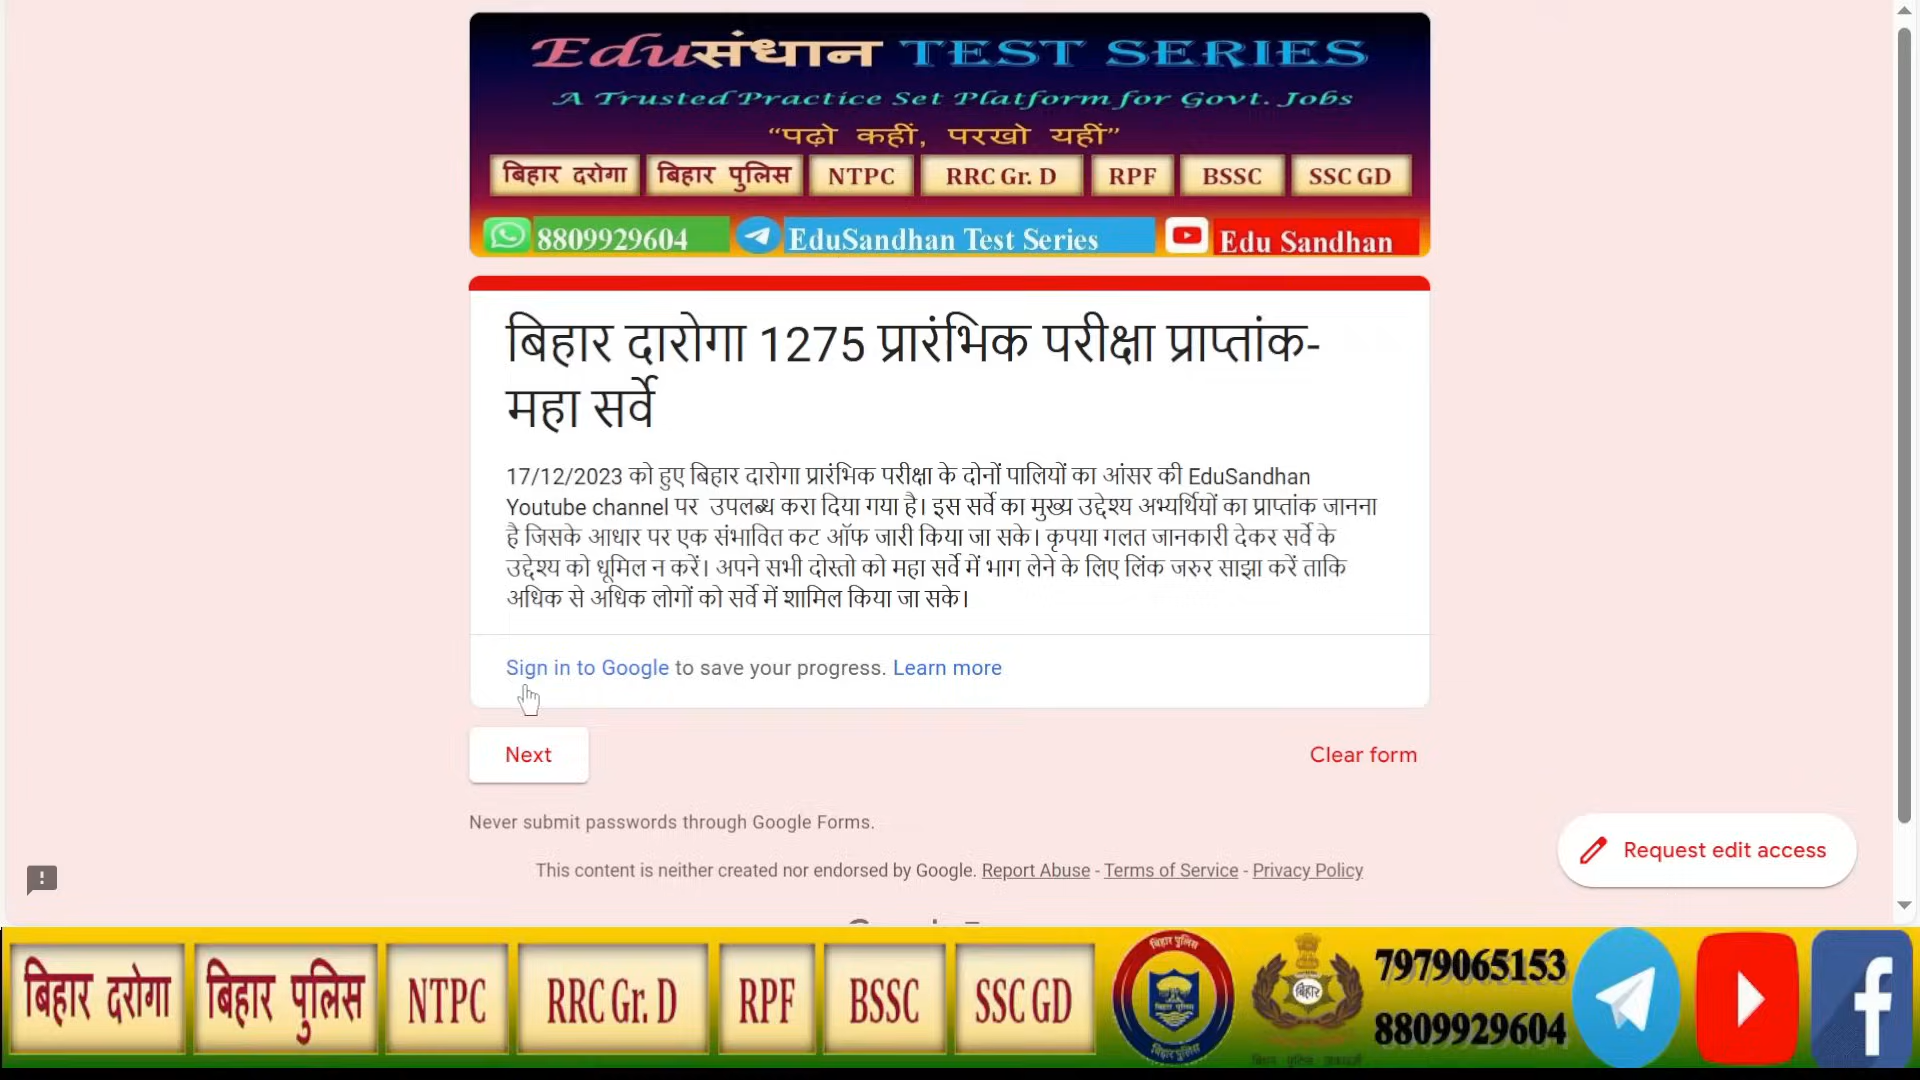 Eduसंधान TEST SERIES
A Trusted Practice Set Platform for Govt. Jobs
“पढ़ो कहीं, परखो यहीं”
बिहार दरोगा बिहार पुलिस NTPC RRC Gr. D RPF BSSC SSC GD
8809929604 EduSandhan Test Series Edu Sandhan
बिहार दारोगा 1275 प्रारंभिक परीक्षा प्राप्तांक-
महा सर्वे
17/12/2023 को हुए बिहार दारोगा प्रारंभिक परीक्षा के दोनों पालियों का आंसर की EduSandhan
Youtube channel पर उपलब्ध करा दिया गया है। इस सर्वे का मुख्य उद्देश्य अभ्यर्थियों का प्राप्तांक जानना
है जिसके आधार पर एक संभावित कट ऑफ जारी किया जा सके। कृपया गलत जानकारी देकर सर्वे के
उद्देश्य को धूमिल न करें। अपने सभी दोस्तो को महा सर्वे में भाग लेने के लिए लिंक जरुर साझा करें ताकि
अधिक से अधिक लोगों को सर्वे में शामिल किया जा सके।
Sign in to Google to save your progress. Learn more
Next Clear form
Never submit passwords through Google Forms.
Request edit access
This content is neither created nor endorsed by Google. Report Abuse - Terms of Service - Privacy Policy
बिहार दरोगा बिहार पुलिस NTPC RRC Gr. D RPF BSSC SSC GD
बिहार पुलिस
बिहार पुलिस
बिहार
7979065153
8809929604